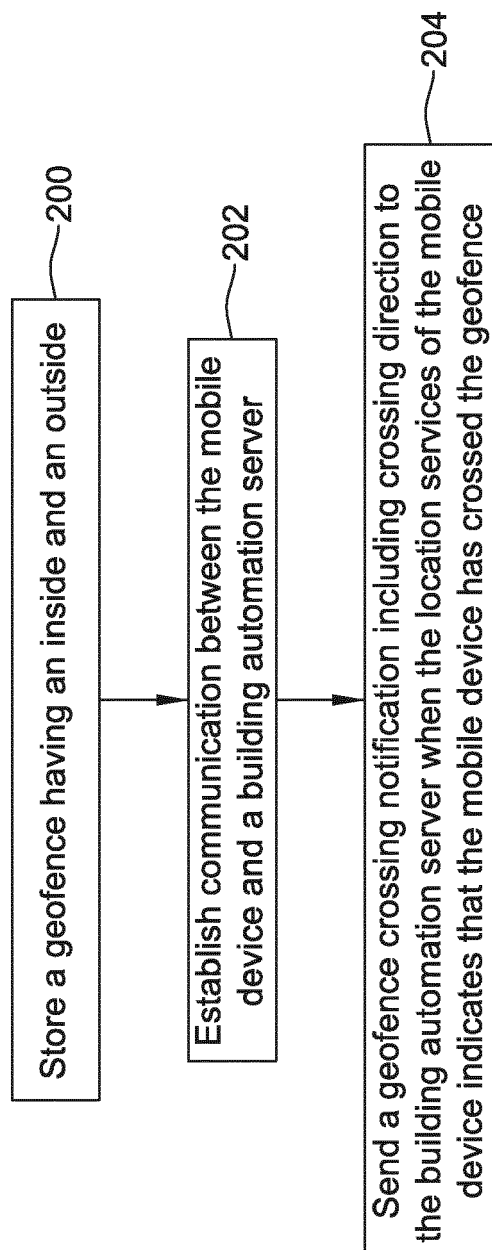 Store a geofence having an inside and an outside
200
Establish communication between the mobile
device and a building automation server
202
Send a geofence crossing notification including crossing direction to
the building automation server when the location services of the mobile
device indicates that the mobile device has crossed the geofence
204